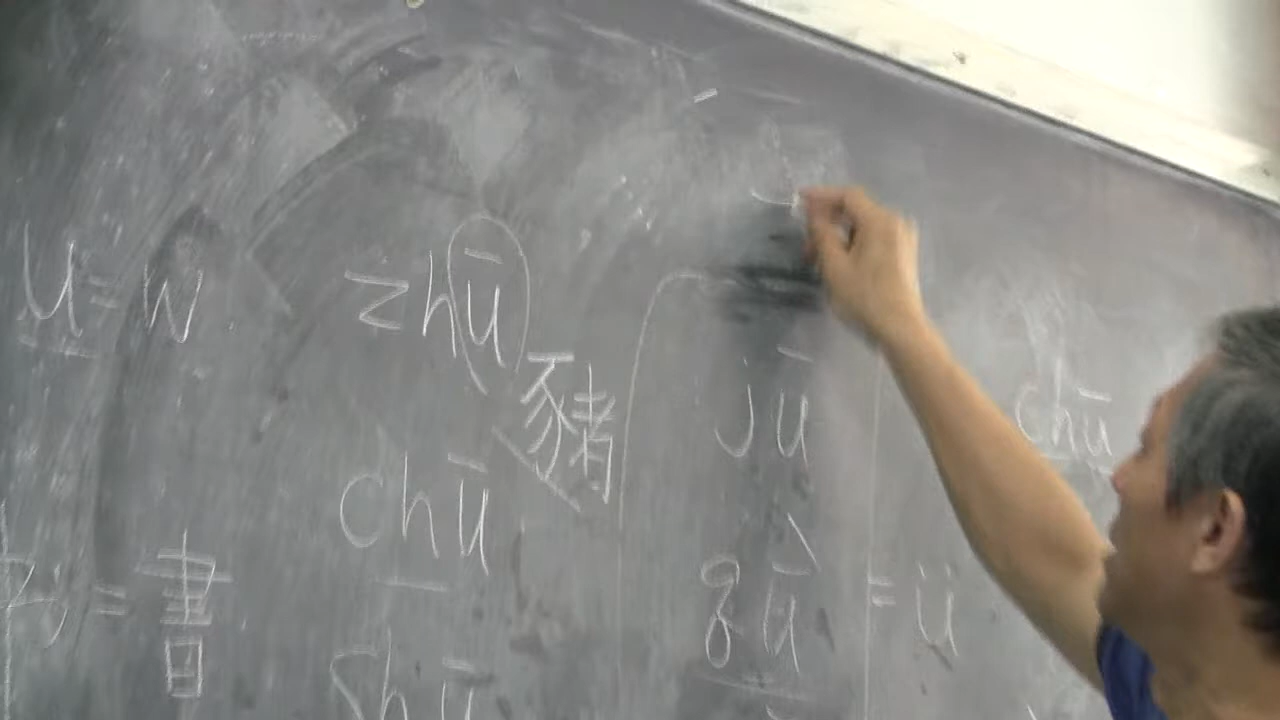 u = w
zhū
豬
chū
shū
= 書
jū
qū = ü
chū